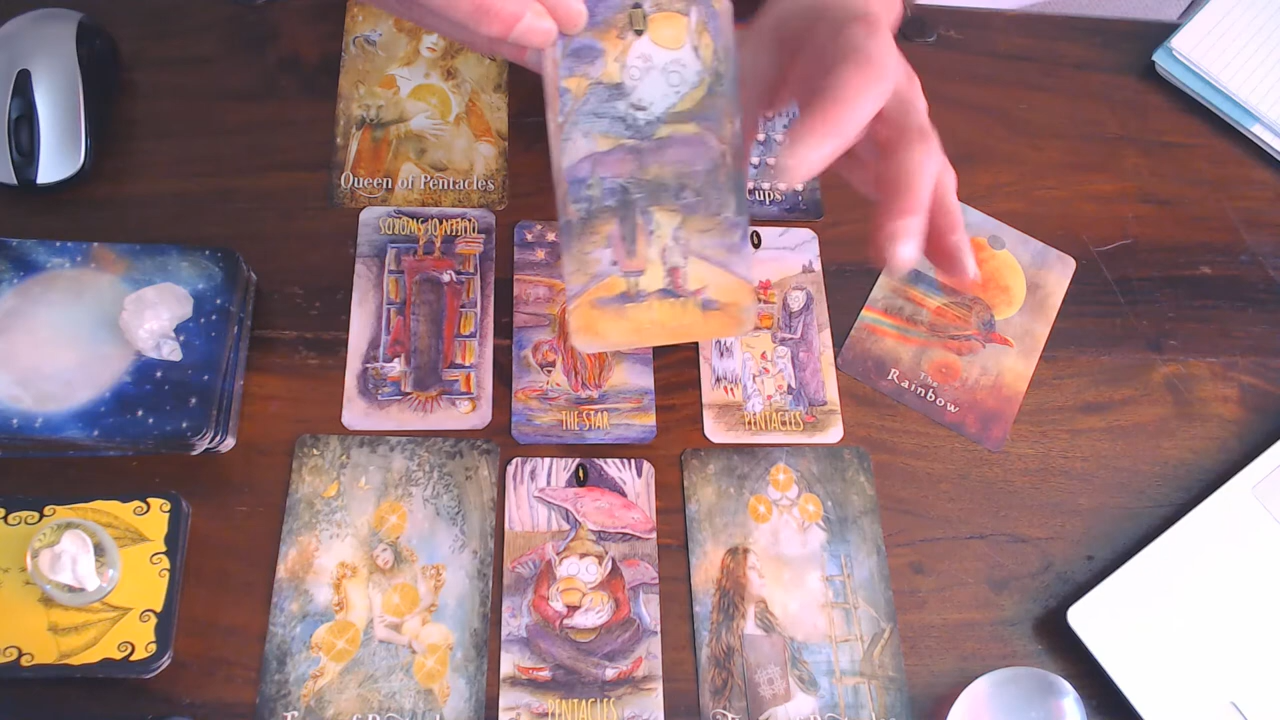 Queen of Pentacles
Cups
QUEEN OF SWORDS
THE STAR
PENTACLES
The
Rainbow
PENTACLES